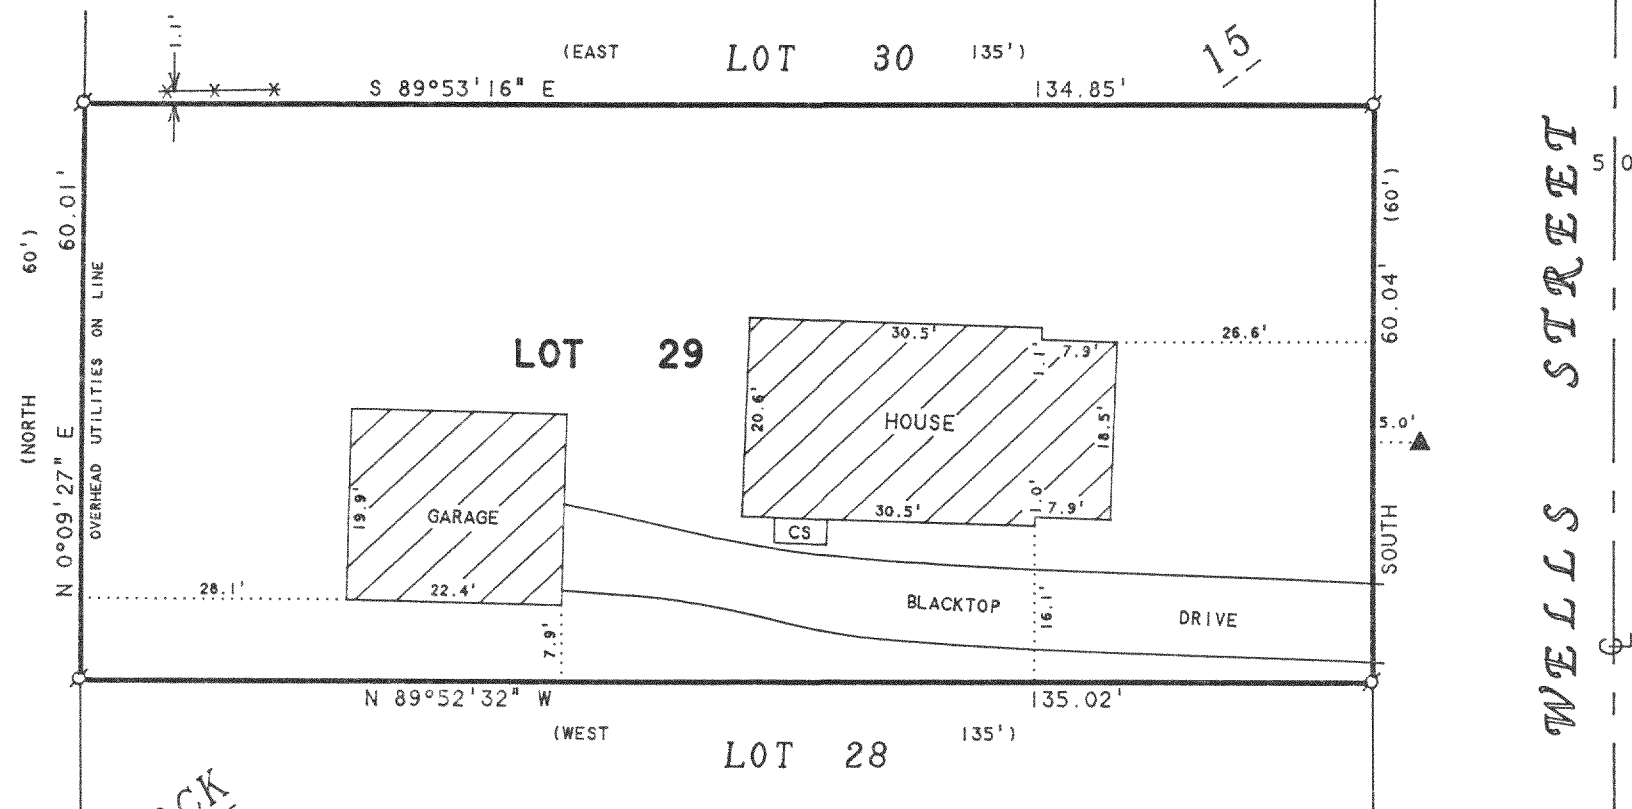 1.1'
(EAST 135')
LOT 30
15
S 89°53'16" E 134.85'
60.01'
(NORTH 60')
N 0°09'27" E
OVERHEAD UTILITIES ON LINE
LOT 29
30.5'
1.1'
7.9'
26.6'
20.6'
HOUSE
18.5'
30.5'
1.0'
7.9'
CS
19.9'
GARAGE
22.4'
28.1'
7.9'
BLACKTOP DRIVE
16.1'
(60')
60.04'
5.0'
SOUTH
WELLS STREET
50
CL
N 89°52'32" W 135.02'
(WEST 135')
LOT 28